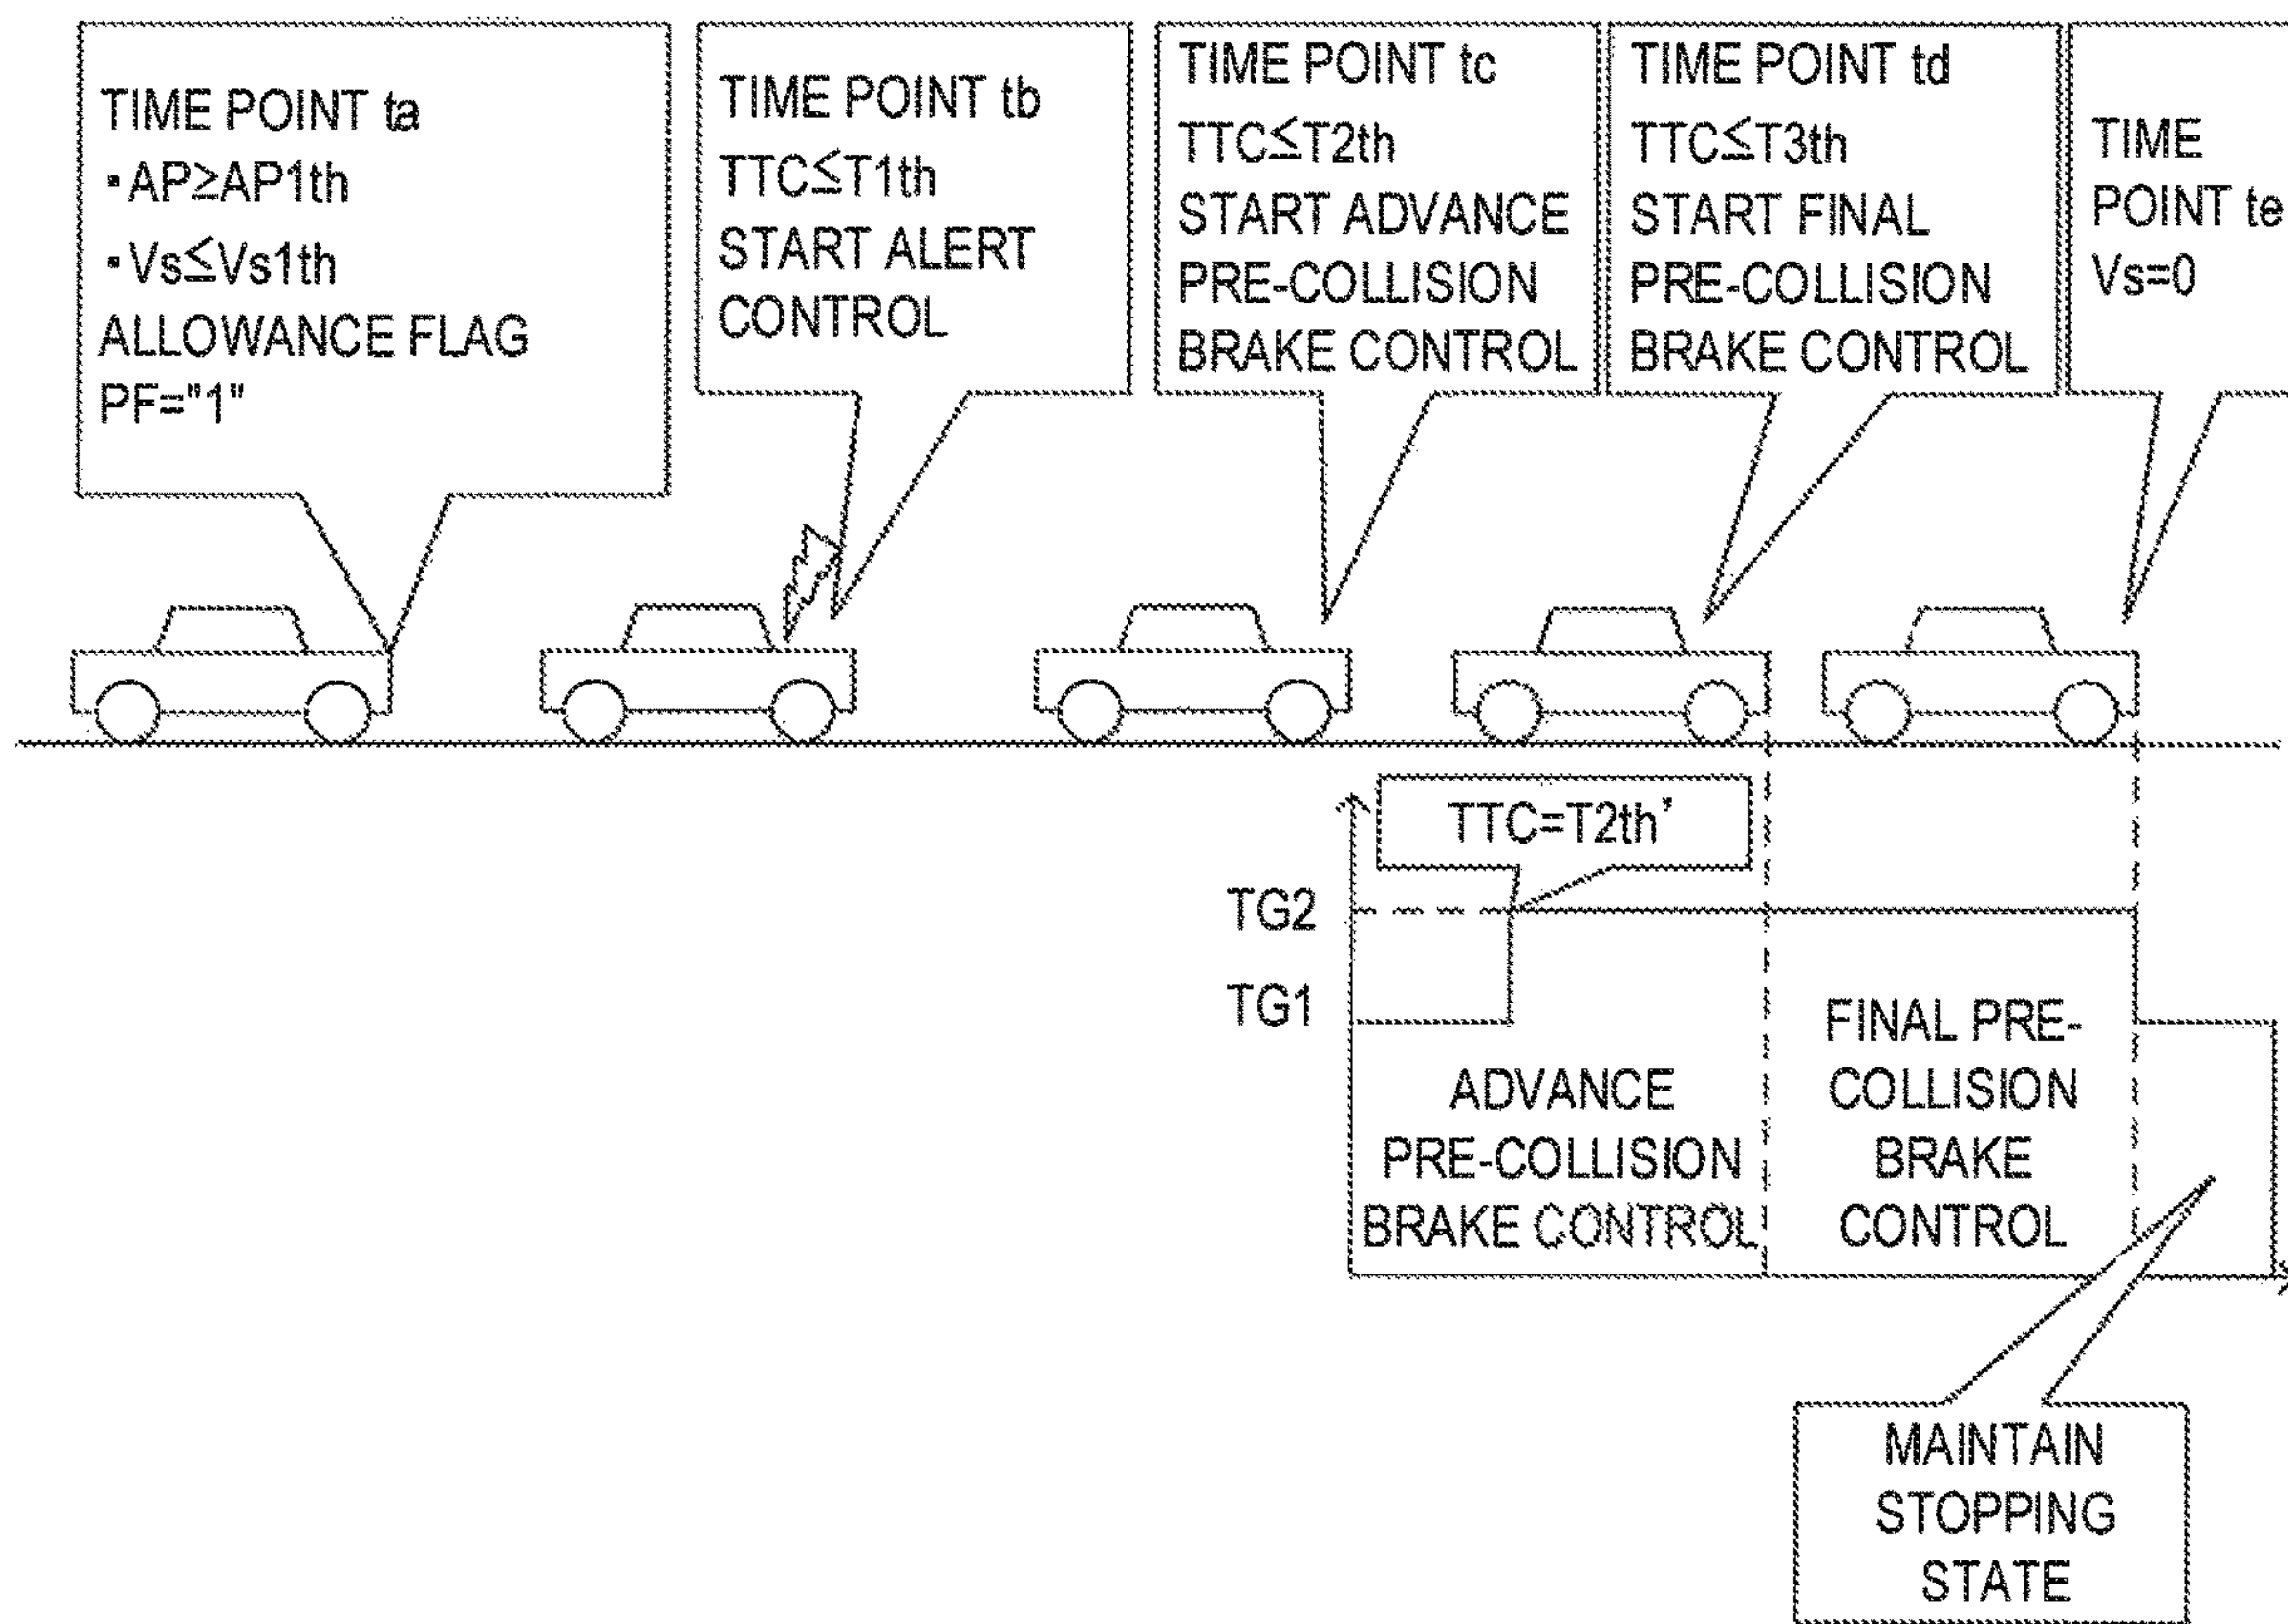 TIME POINT ta
・AP≥AP1th
・Vs≦Vs1th
ALLOWANCE FLAG
PF="1"
TIME POINT tb
TTC≦T1th
START ALERT
CONTROL
TIME POINT tc
TTC≦T2th
START ADVANCE
PRE-COLLISION
BRAKE CONTROL
TIME POINT td
TTC≦T3th
START FINAL
PRE-COLLISION
BRAKE CONTROL
TIME
POINT te
Vs=0
TTC=T2th'
TG2
TG1
ADVANCE
PRE-COLLISION
BRAKE CONTROL
FINAL PRE-
COLLISION
BRAKE
CONTROL
MAINTAIN
STOPPING
STATE